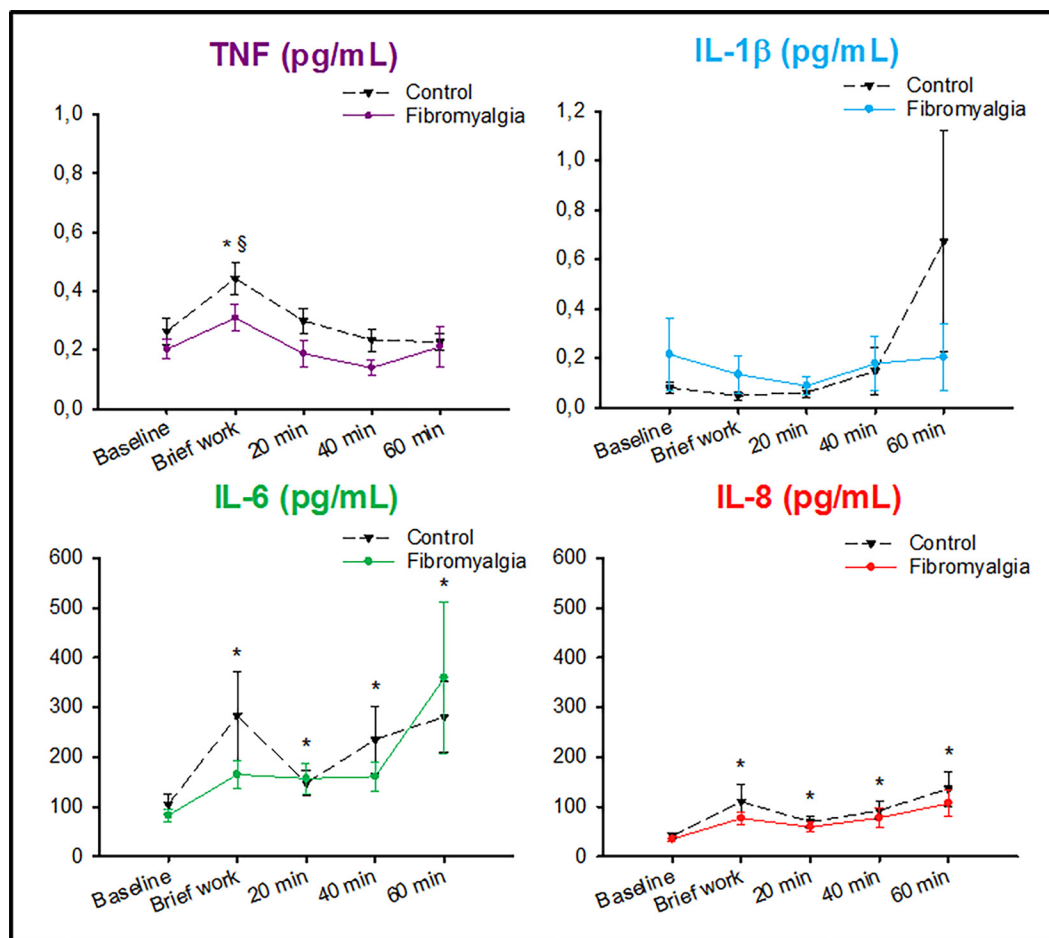 TNF (pg/mL)
Control
Fibromyalgia
1,0
0,8
0,6
* §
0,4
0,2
0,0
Baseline
Brief work
20 min
40 min
60 min
IL-1β (pg/mL)
Control
Fibromyalgia
1,2
1,0
0,8
0,6
0,4
0,2
0,0
Baseline
Brief work
20 min
40 min
60 min
IL-6 (pg/mL)
Control
Fibromyalgia
600
*
500
400
*
*
300
*
200
100
0
Baseline
Brief work
20 min
40 min
60 min
IL-8 (pg/mL)
Control
Fibromyalgia
600
500
400
300
200
*
*
*
*
100
0
Baseline
Brief work
20 min
40 min
60 min